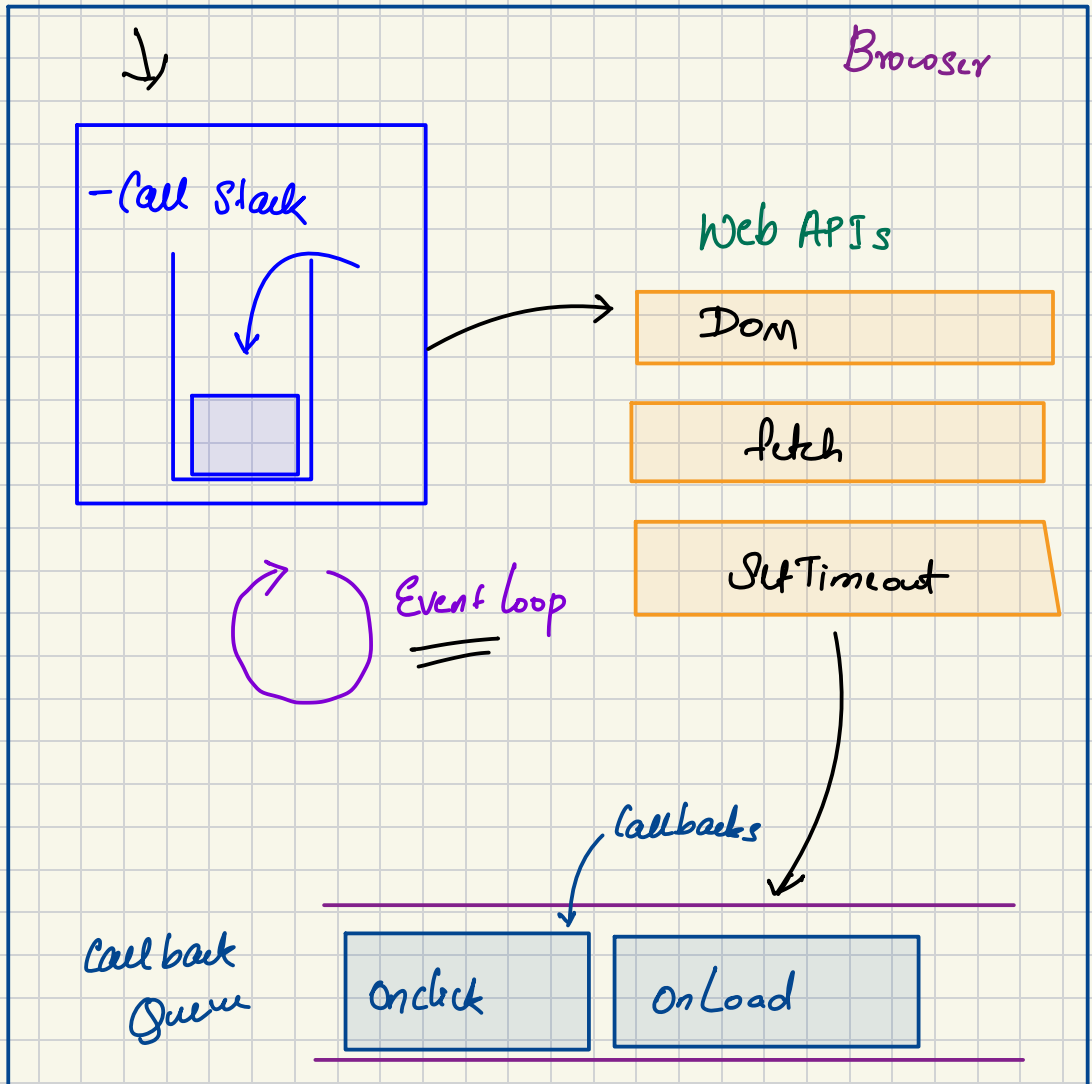 Browser
-Call Stack
Web APIs
Dom
fetch
SetTimeout
Event loop
Callbacks
Callback
Queue
Onclick
OnLoad